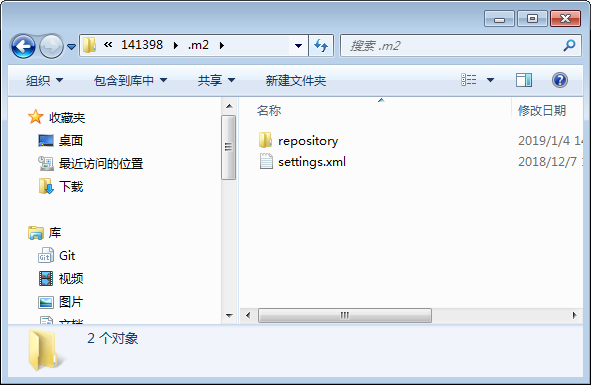 « 141398 .m2
搜索 .m2
组织 包含到库中 共享 新建文件夹
收藏夹
桌面
最近访问的位置
下载
库
Git
视频
图片
文档
名称 修改日期
repository 2019/1/4 14
settings.xml 2018/12/7
2 个对象